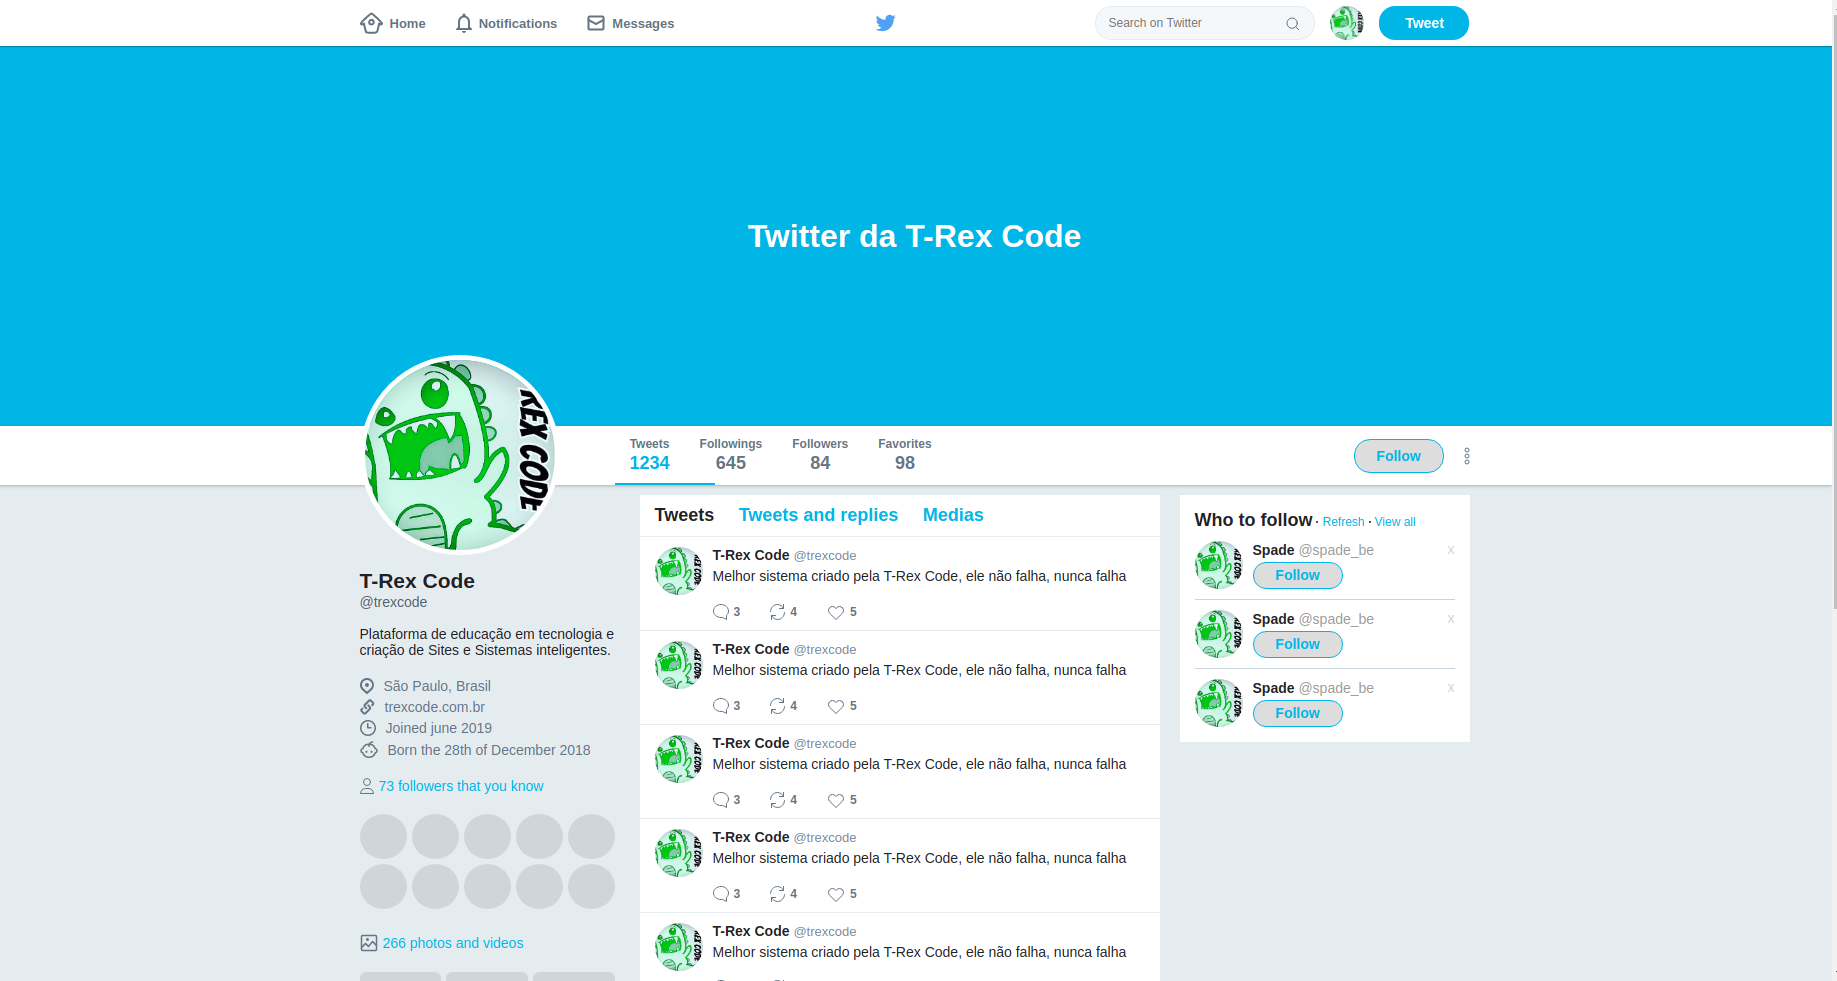 Home Notifications Messages Search on Twitter Tweet
Twitter da T-Rex Code
REX CODE
Tweets Followings Followers Favorites
1234 645 84 98
Follow
T-Rex Code
@trexcode
Plataforma de educação em tecnologia e
criação de Sites e Sistemas inteligentes.
São Paulo, Brasil
trexcode.com.br
Joined june 2019
Born the 28th of December 2018
73 followers that you know
266 photos and videos
Tweets Tweets and replies Medias
T-Rex Code @trexcode
Melhor sistema criado pela T-Rex Code, ele não falha, nunca falha
3 4 5
T-Rex Code @trexcode
Melhor sistema criado pela T-Rex Code, ele não falha, nunca falha
3 4 5
T-Rex Code @trexcode
Melhor sistema criado pela T-Rex Code, ele não falha, nunca falha
3 4 5
T-Rex Code @trexcode
Melhor sistema criado pela T-Rex Code, ele não falha, nunca falha
3 4 5
T-Rex Code @trexcode
Melhor sistema criado pela T-Rex Code, ele não falha, nunca falha
Who to follow · Refresh · View all
Spade @spade_be X
Follow
Spade @spade_be X
Follow
Spade @spade_be X
Follow